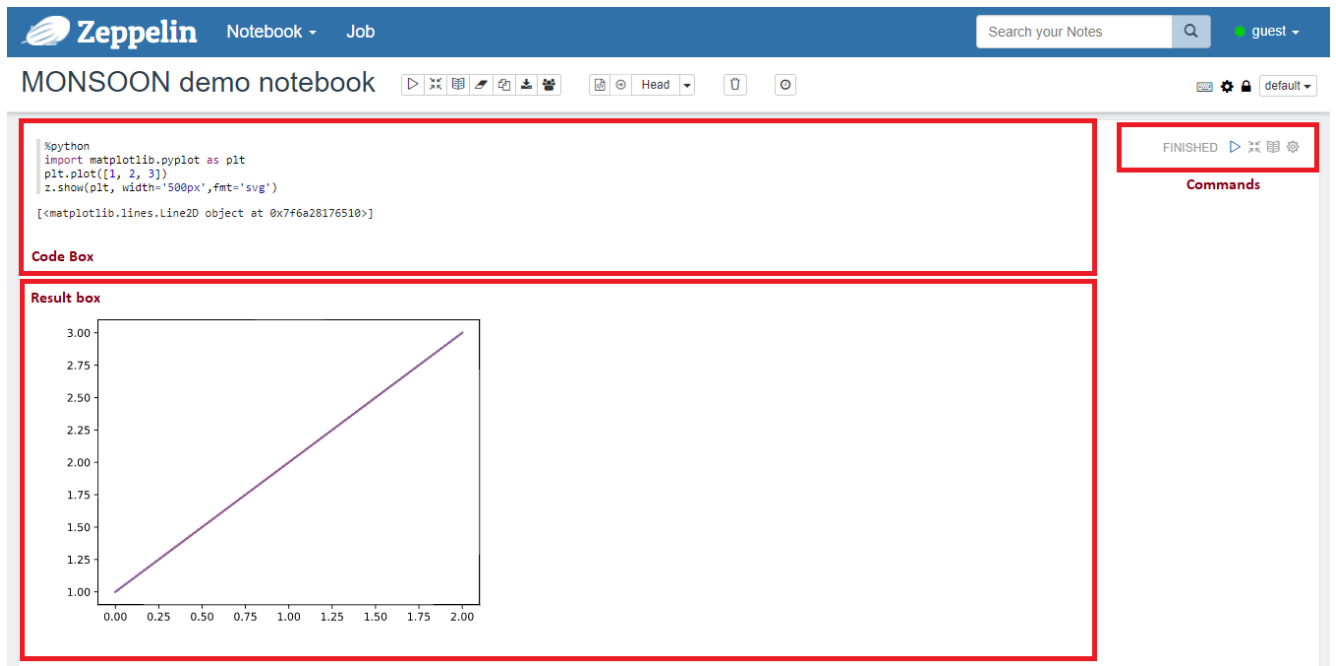 Zeppelin Notebook Job Search your Notes guest
MONSOON demo notebook Head default
%python
import matplotlib.pyplot as plt
plt.plot([1, 2, 3])
z.show(plt, width='500px',fmt='svg')
[<matplotlib.lines.Line2D object at 0x7f6a28176510>]
Code Box
FINISHED
Commands
Result box
3.00
2.75
2.50
2.25
2.00
1.75
1.50
1.25
1.00
0.00 0.25 0.50 0.75 1.00 1.25 1.50 1.75 2.00